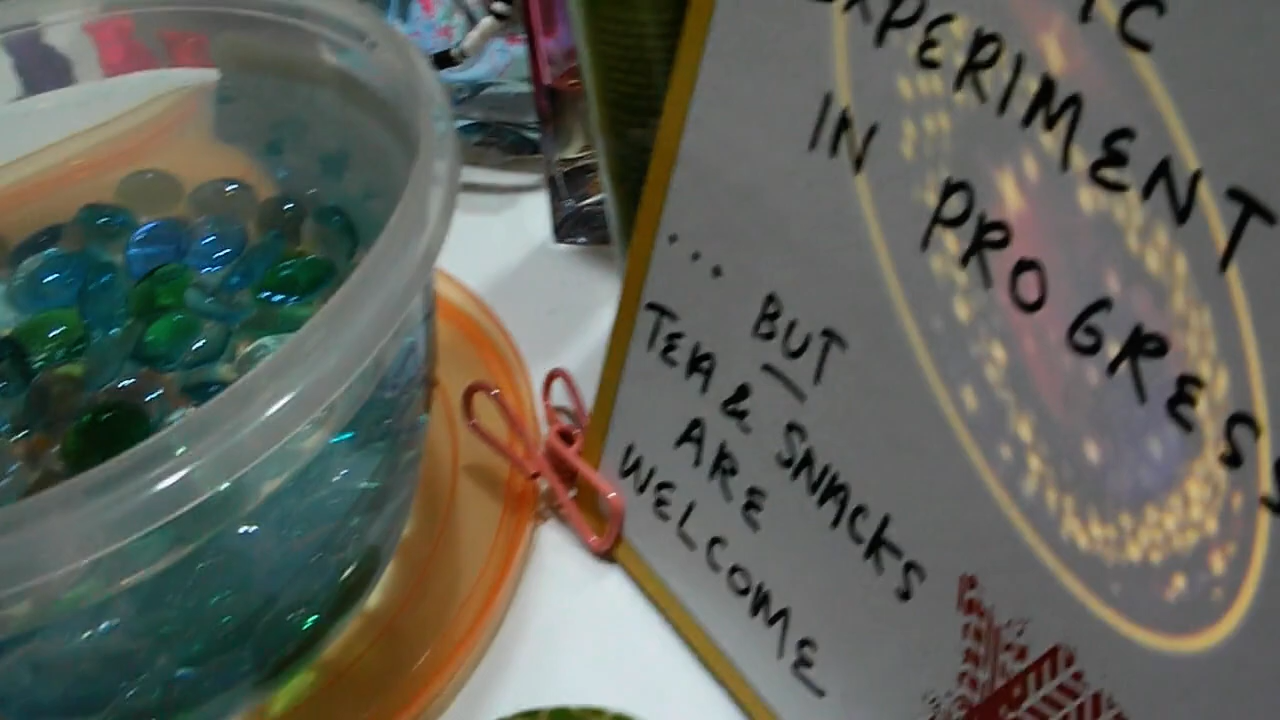 EXPERIMENT
IN
PROGRESS
... BUT
TEA & SNACKS
ARE
WELCOME